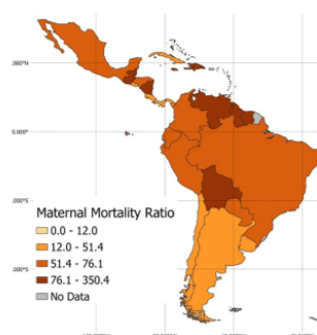 .000°N
0.000°
.000°S
.000°S
Maternal Mortality Ratio
0.0 - 12.0
12.0 - 51.4
51.4 - 76.1
76.1 - 350.4
No Data